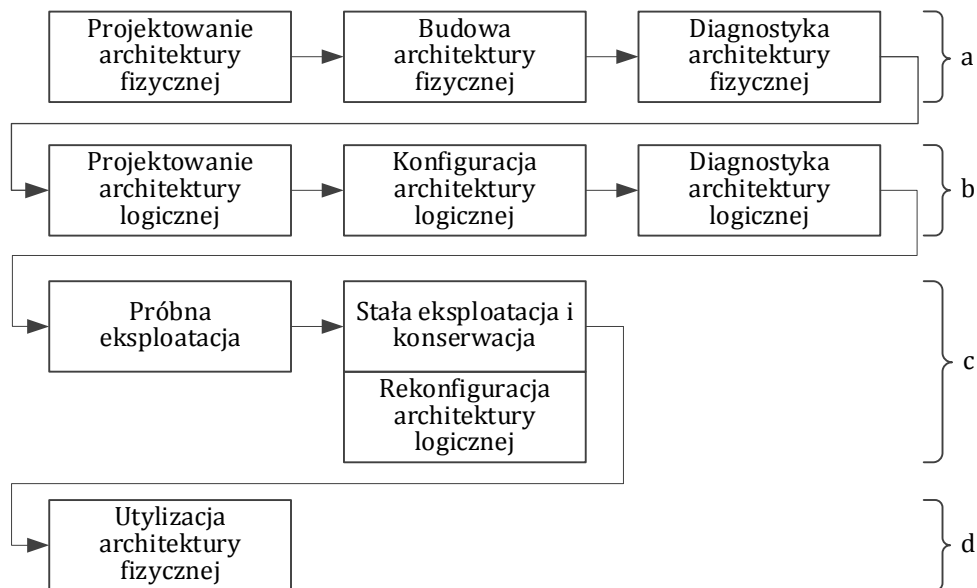 Projektowanie
architektury
fizycznej
Budowa
architektury
fizycznej
Diagnostyka
architektury
fizycznej
a
Projektowanie
architektury
logicznej
Konfiguracja
architektury
logicznej
Diagnostyka
architektury
logicznej
b
Próbna
eksploatacja
Stała eksploatacja i
konserwacja
Rekonfiguracja
architektury
logicznej
c
Utylizacja
architektury
fizycznej
d